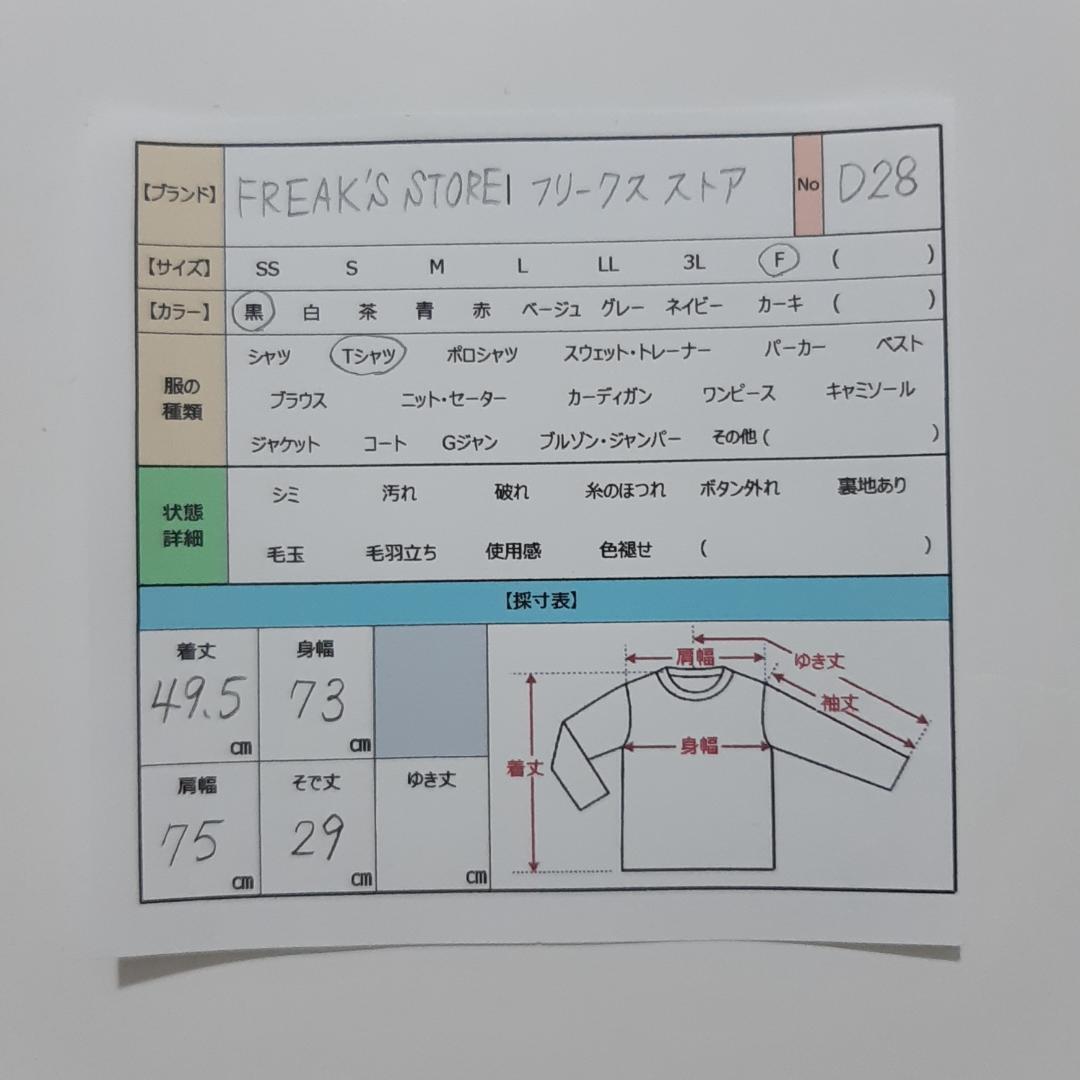 【ブランド】 FREAK'S STORE| フリークス ストア No D28
【サイズ】 SS S M L LL 3L F ( )
【カラー】 黒 白 茶 青 赤 ベージュ グレー ネイビー カーキ ( )
服の種類
シャツ Tシャツ ポロシャツ スウェット・トレーナー パーカー ベスト
ブラウス ニット・セーター カーディガン ワンピース キャミソール
ジャケット コート Gジャン ブルゾン・ジャンパー その他 ( )
状態詳細
シミ 汚れ 破れ 糸のほつれ ボタン外れ 裏地あり
毛玉 毛羽立ち 使用感 色褪せ ( )
【採寸表】
着丈 身幅
49.5 cm 73 cm
肩幅 そで丈 ゆき丈
75 cm 29 cm cm
肩幅 ゆき丈
袖丈
身幅
着丈